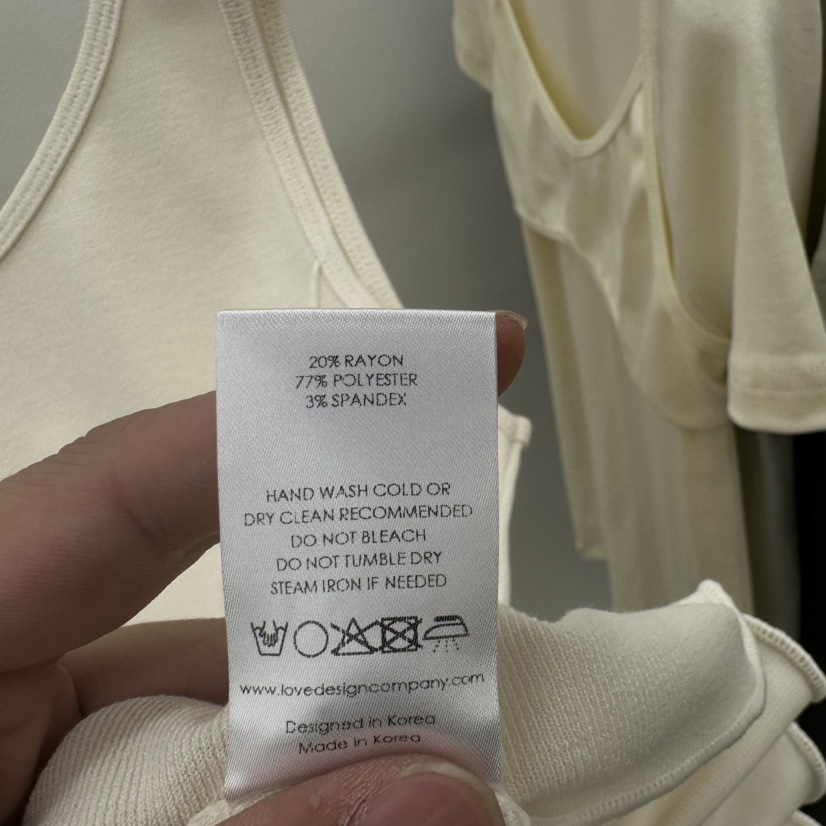 20% RAYON
77% POLYESTER
3% SPANDEX
HAND WASH COLD OR
DRY CLEAN RECOMMENDED
DO NOT BLEACH
DO NOT TUMBLE DRY
STEAM IRON IF NEEDED
www.lovedesigncompany.com
Designed in Korea
Made in Korea